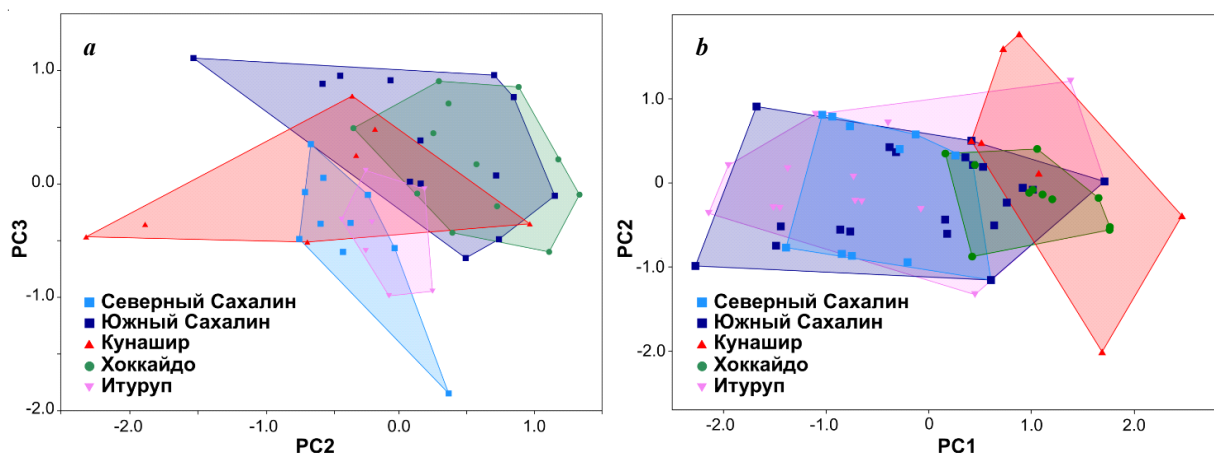 a
PC3
1.0
0.0
-1.0
-2.0
-2.0
-1.0
0.0
1.0
PC2
Северный Сахалин
Южный Сахалин
Кунашир
Хоккайдо
Итуруп
b
PC2
1.0
0
-1.0
-2.0
-2.0
-1.0
0
1.0
2.0
PC1
Северный Сахалин
Южный Сахалин
Кунашир
Хоккайдо
Итуруп